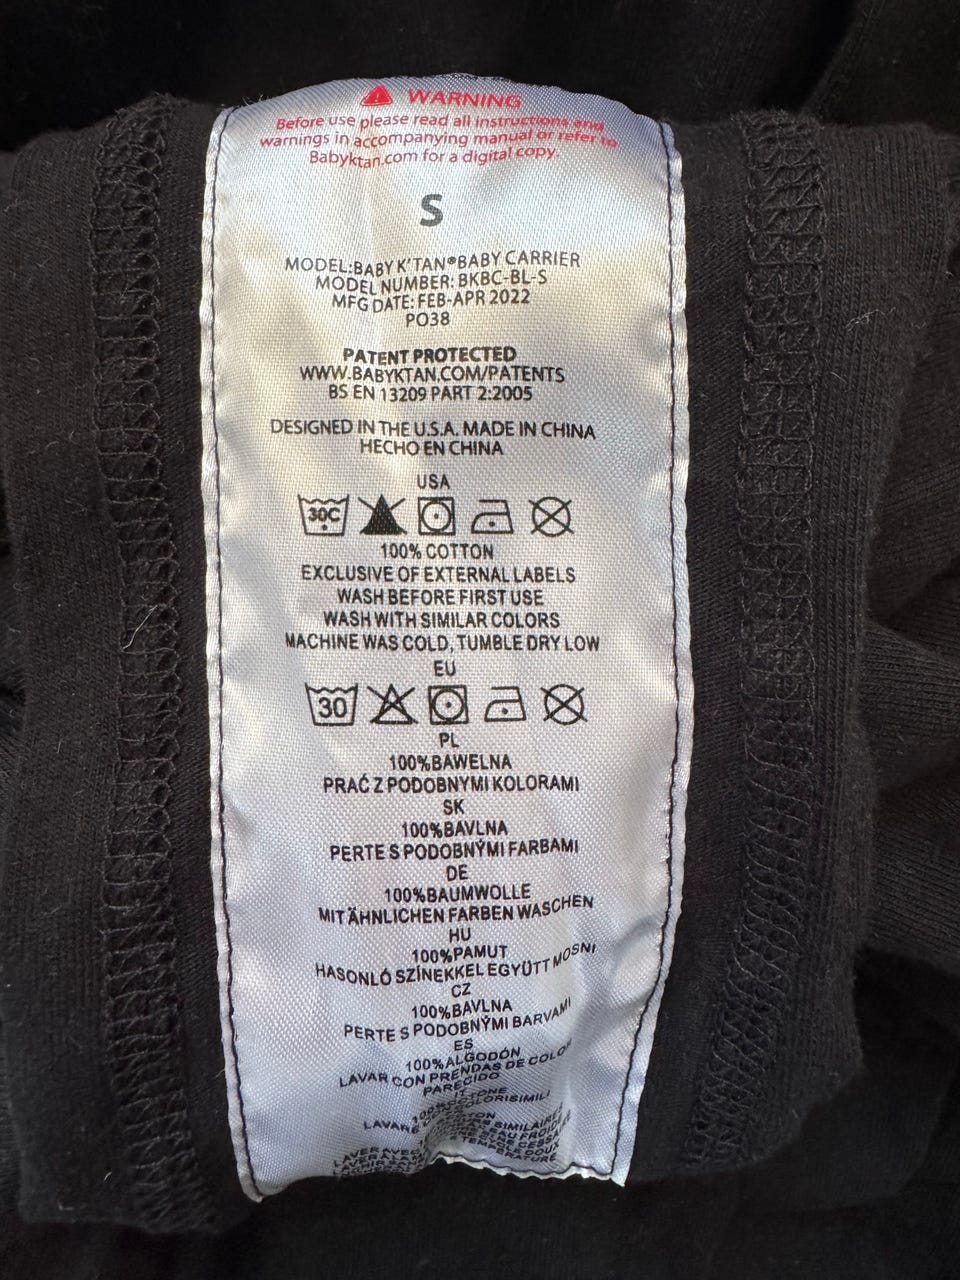 WARNING
Before use please read all instructions and
warnings in accompanying manual or refer to
Babyktan.com for a digital copy.
S
MODEL:BABY K'TAN®BABY CARRIER
MODEL NUMBER: BKBC-BL-S
MFG DATE: FEB-APR 2022
PO38
PATENT PROTECTED
WWW.BABYKTAN.COM/PATENTS
BS EN 13209 PART 2:2005
DESIGNED IN THE U.S.A. MADE IN CHINA
HECHO EN CHINA
USA
30C
100% COTTON
EXCLUSIVE OF EXTERNAL LABELS
WASH BEFORE FIRST USE
WASH WITH SIMILAR COLORS
MACHINE WAS COLD, TUMBLE DRY LOW
EU
30
PL
100%BAWELNA
PRAĆ Z PODOBNYMI KOLORAMI
SK
100%BAVLNA
PERTE S PODOBNÝMI FARBAMI
DE
100%BAUMWOLLE
MIT ÄHNLICHEN FARBEN WASCHEN
HU
100%PAMUT
HASONLÓ SZÍNEKKEL EGYÜTT MOSNI
CZ
100%BAVLNA
PERTE S PODOBNÝMI BARVAMI
ES
100%ALGODÓN
LAVAR CON PRENDAS DE COLOR
PARECIDO
SIMILAIRES
DOUX
TEMPERATURE